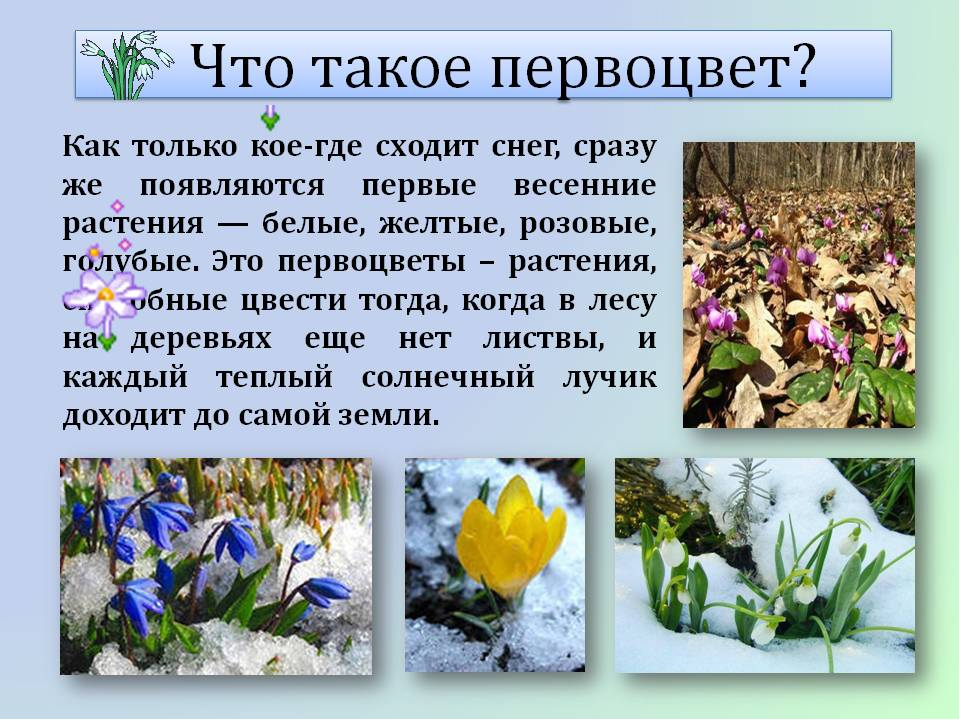 Что такое первоцвет?
Как только кое-где сходит снег, сразу
же появляются первые весенние
растения — белые, желтые, розовые,
голубые. Это первоцветы – растения,
способные цвести тогда, когда в лесу
на деревьях еще нет листвы, и
каждый теплый солнечный лучик
доходит до самой земли.